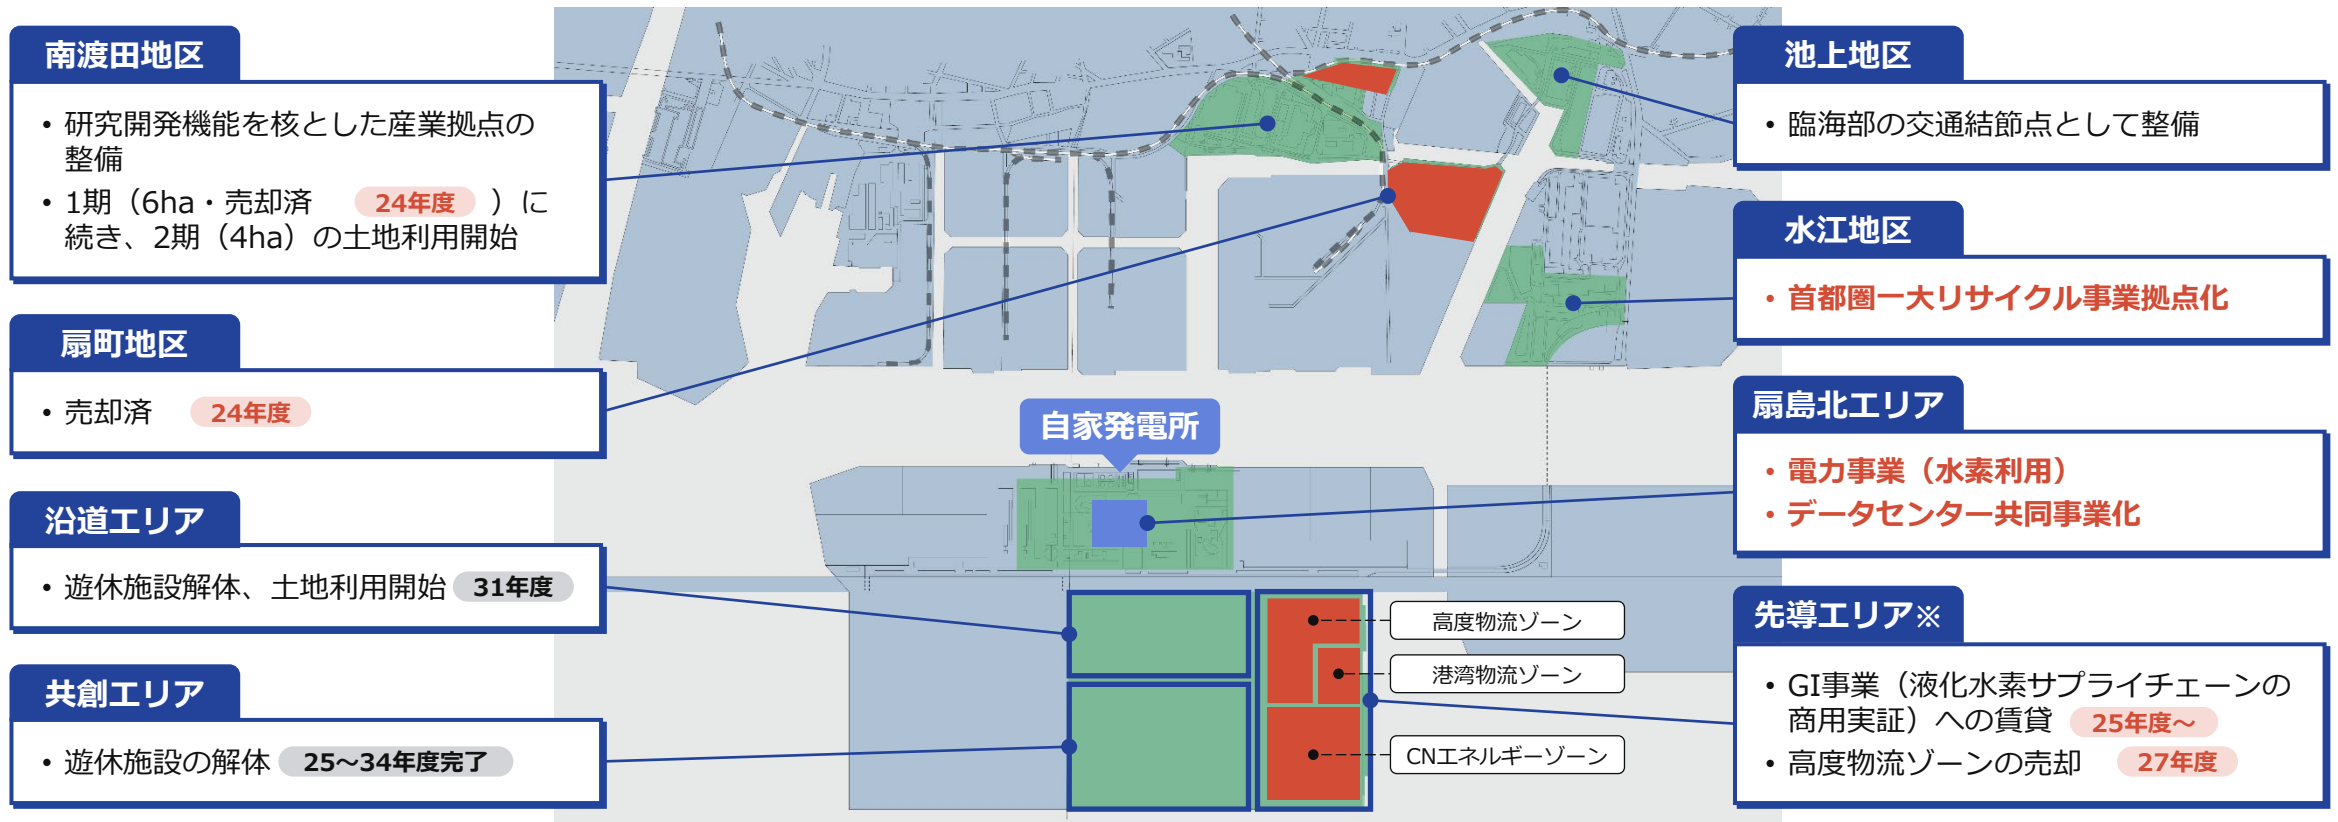 南渡田地区
• 研究開発機能を核とした産業拠点の
整備
• 1期（6ha・売却済 24年度 ）に
続き、2期（4ha）の土地利用開始
扇町地区
• 売却済 24年度
沿道エリア
• 遊休施設解体、土地利用開始 31年度
共創エリア
• 遊休施設の解体 25～34年度完了
自家発電所
高度物流ゾーン
港湾物流ゾーン
CNエネルギーゾーン
池上地区
• 臨海部の交通結節点として整備
水江地区
• 首都圏一大リサイクル事業拠点化
扇島北エリア
• 電力事業（水素利用）
• データセンター共同事業化
先導エリア※
• GI事業（液化水素サプライチェーンの
商用実証）への賃貸 25年度～
• 高度物流ゾーンの売却 27年度